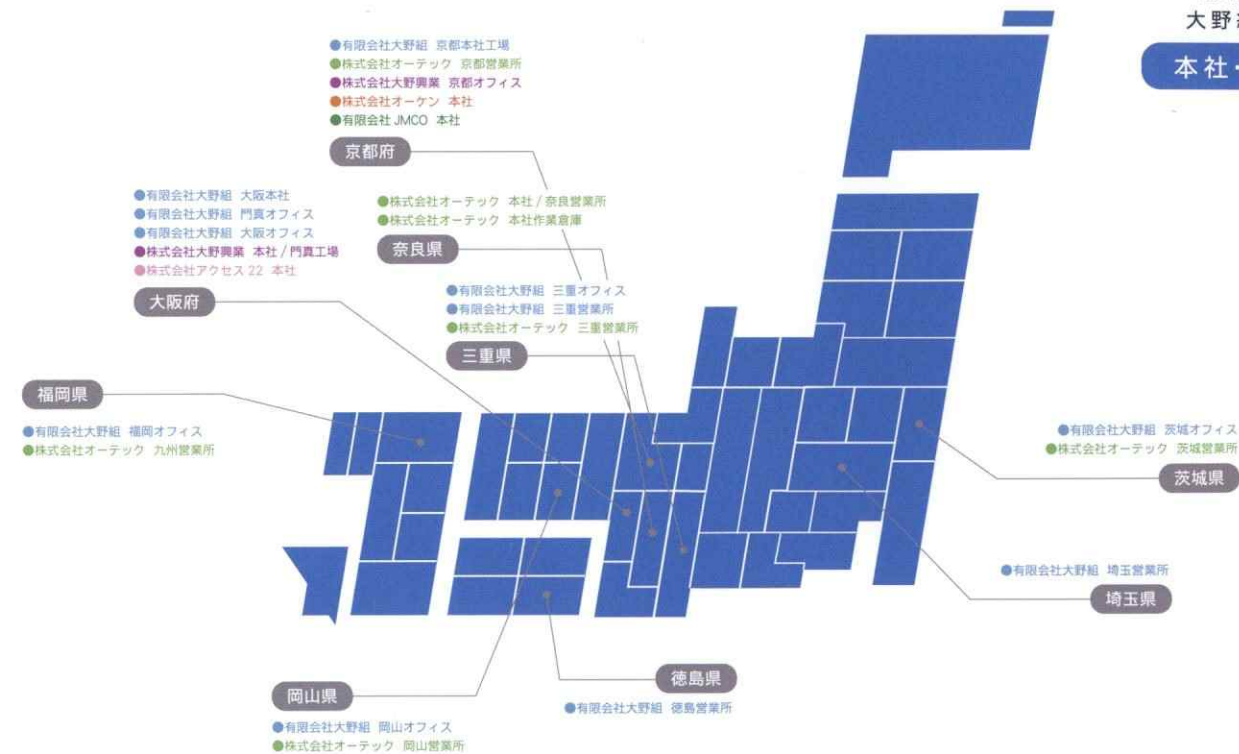 大野
本社・
●有限会社大野組 京都本社工場
●株式会社オーテック 京都営業所
●株式会社大野興業 京都オフィス
●株式会社オーケン 本社
●有限会社 JMCO 本社
京都府
●有限会社大野組 大阪本社
●有限会社大野組 門真オフィス
●有限会社大野組 大阪オフィス
●株式会社大野興業 本社 / 門真工場
●株式会社アクセス 22 本社
大阪府
●株式会社オーテック 本社 / 奈良営業所
●株式会社オーテック 本社作業倉庫
奈良県
●有限会社大野組 三重オフィス
●有限会社大野組 三重営業所
●株式会社オーテック 三重営業所
三重県
福岡県
●有限会社大野組 福岡オフィス
●株式会社オーテック 九州営業所
●有限会社大野組 茨城オフィス
●株式会社オーテック 茨城営業所
茨城県
●有限会社大野組 埼玉営業所
埼玉県
徳島県
●有限会社大野組 徳島営業所
岡山県
●有限会社大野組 岡山オフィス
●株式会社オーテック 岡山営業所